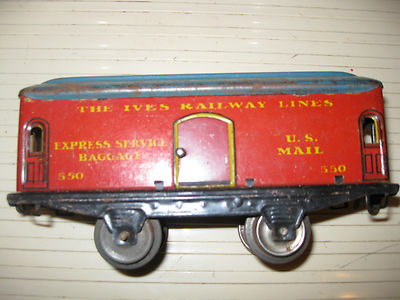 THE IVES RAILWAY LINES
EXPRESS SERVICE
BAGGAGE
550
U.S.
MAIL
550